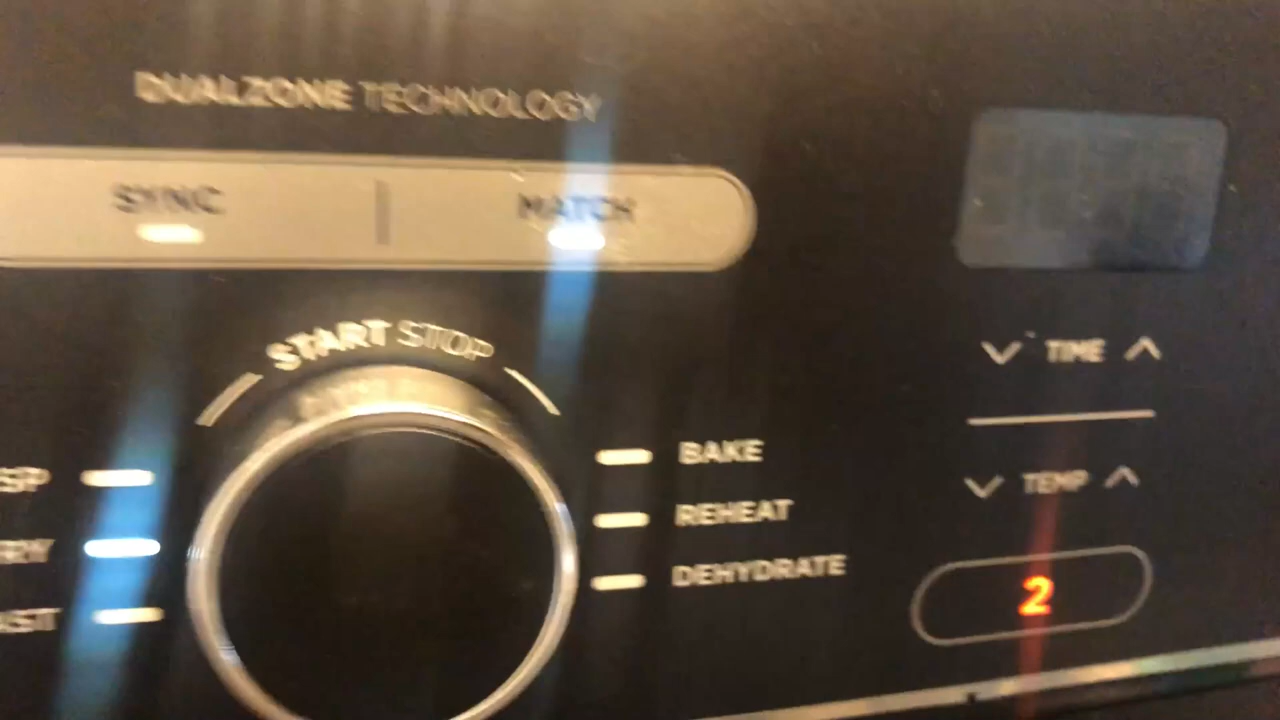 DUALZONE TECHNOLOGY
SYNC
MATCH
START STOP
TIME
BAKE
TEMP
REHEAT
DEHYDRATE
2